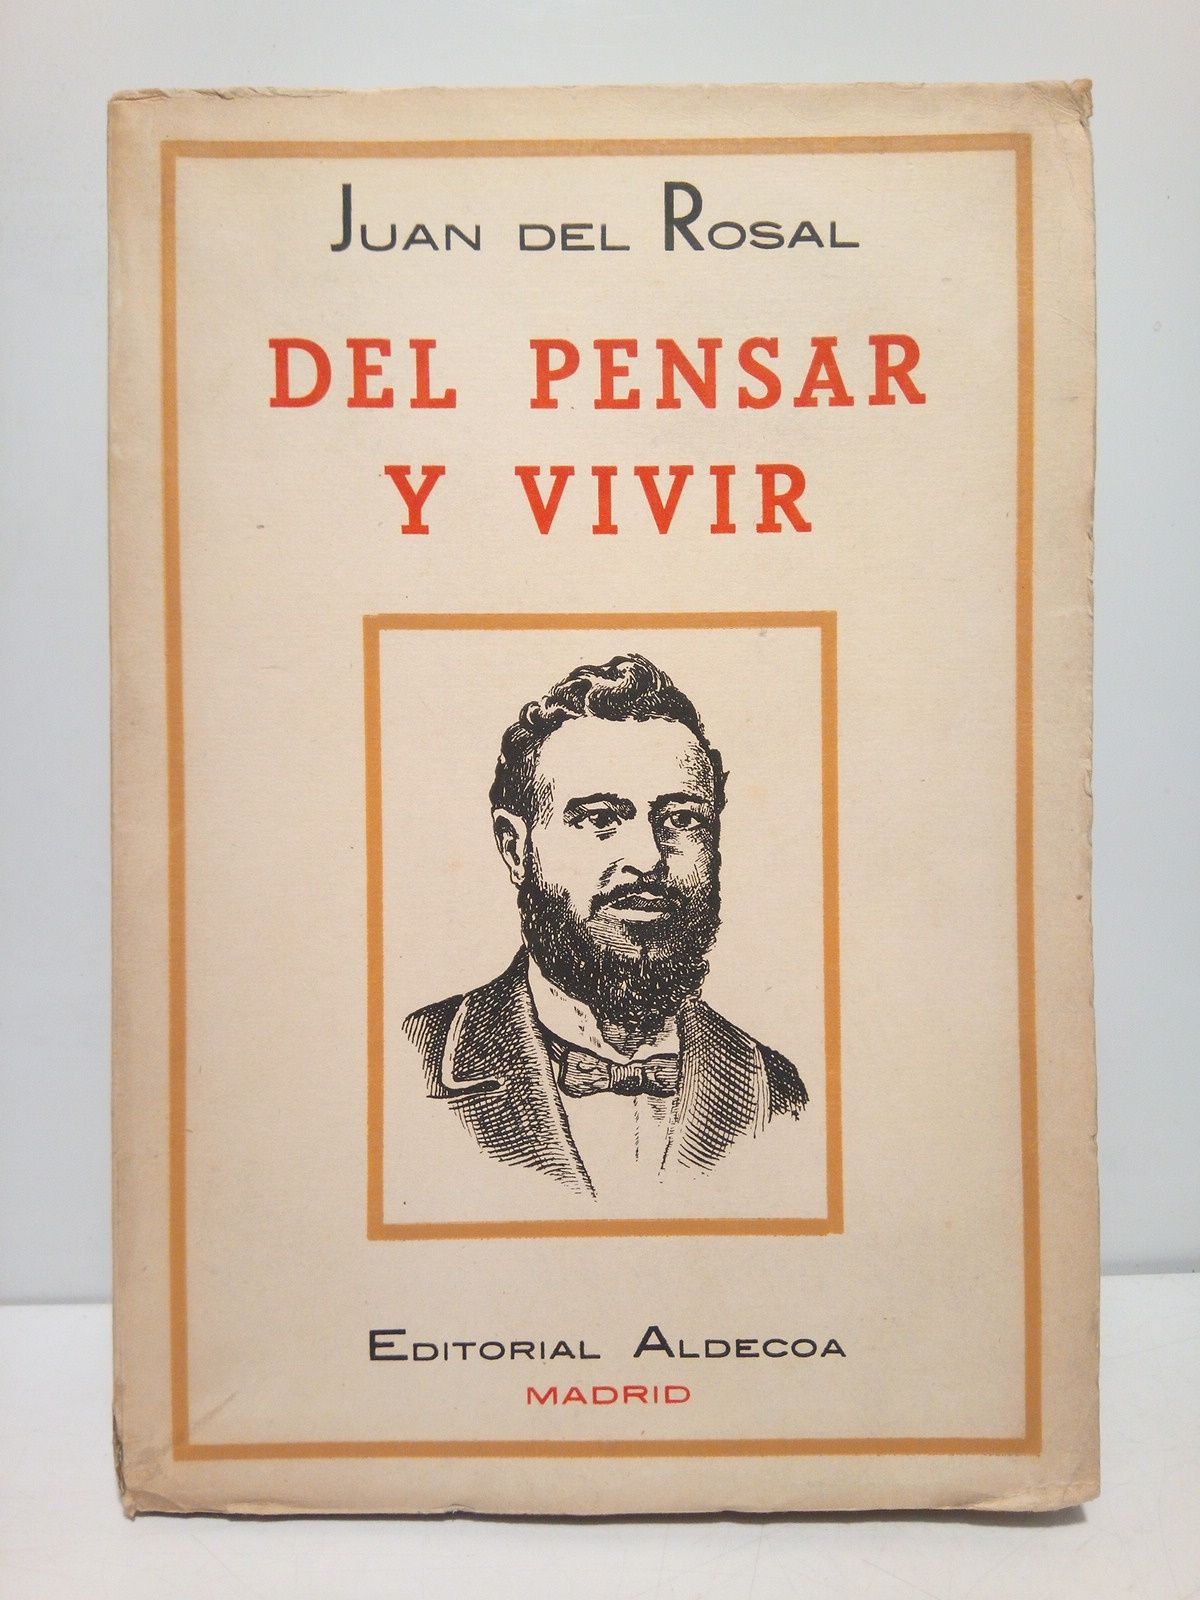 JUAN DEL ROSAL
DEL PENSAR
Y VIVIR
EDITORIAL ALDECOA
MADRID